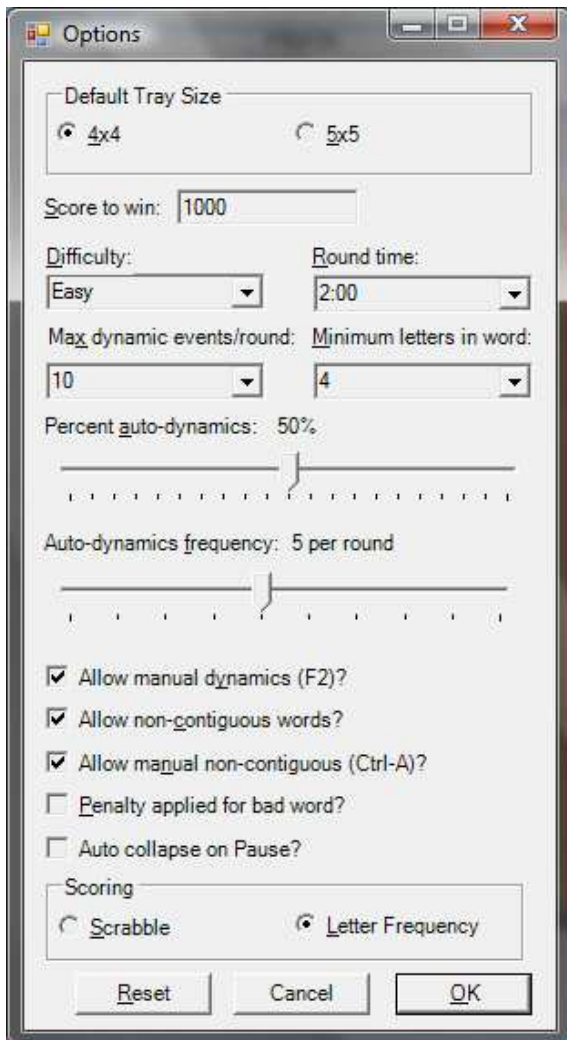 Options
Default Tray Size
4x4 5x5
Score to win: 1000
Difficulty: Round time:
Easy 2:00
Max dynamic events/round: Minimum letters in word:
10 4
Percent auto-dynamics: 50%
Auto-dynamics frequency: 5 per round
Allow manual dynamics (F2)?
Allow non-contiguous words?
Allow manual non-contiguous (Ctrl-A)?
Penalty applied for bad word?
Auto collapse on Pause?
Scoring
Scrabble Letter Frequency
Reset Cancel OK